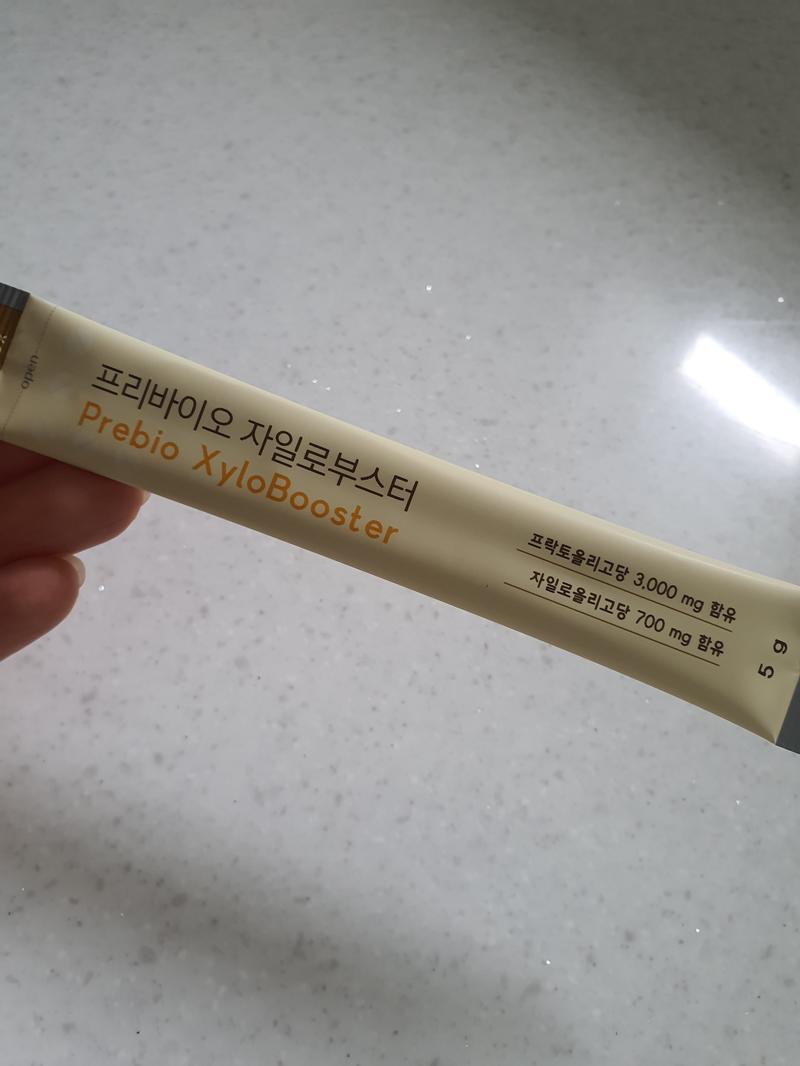 open
프리바이오 자일로부스터
Prebio XyloBooster
프락토올리고당 3,000 mg 함유
자일로올리고당 700 mg 함유
5 g